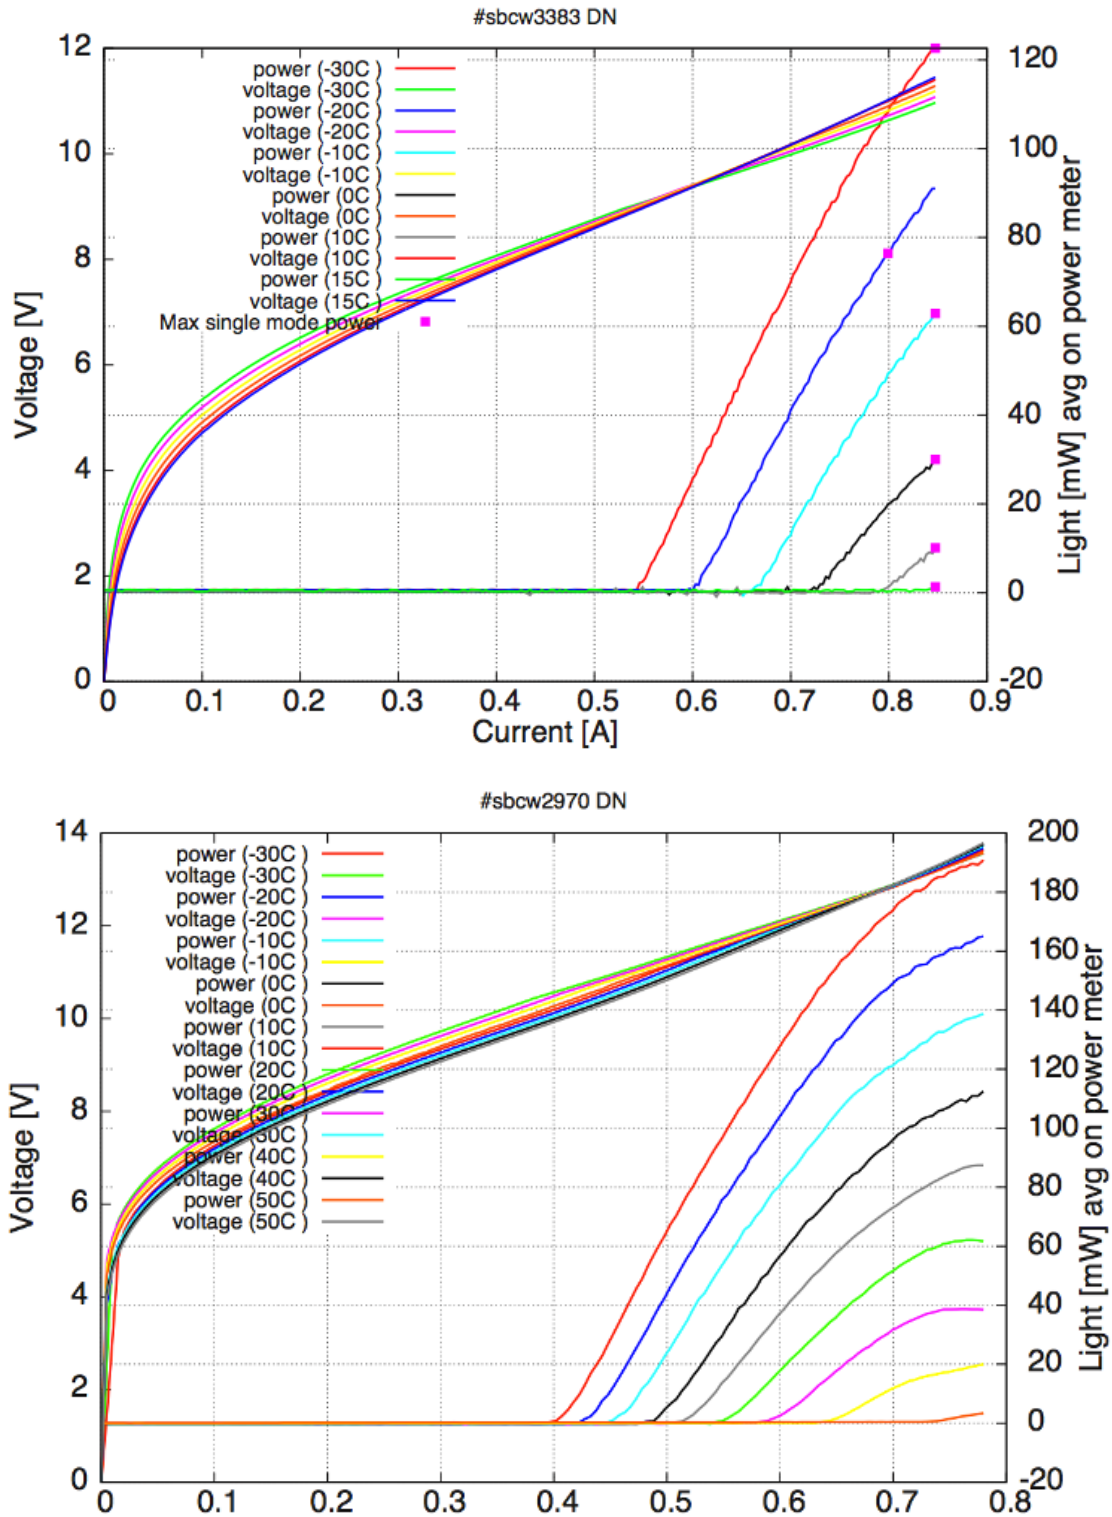 #sbcw3383 DN
12
10
8
6
4
2
0
Voltage [V]
power (-30C )
voltage (-30C )
power (-20C )
voltage (-20C )
power (-10C )
voltage (-10C )
power (0C )
voltage (0C )
power (10C )
voltage (10C )
power (15C )
voltage (15C )
Max single mode power
120
100
80
60
40
20
0
-20
Light [mW] avg on power meter
0 0.1 0.2 0.3 0.4 0.5 0.6 0.7 0.8 0.9
Current [A]
#sbcw2970 DN
14
12
10
8
6
4
2
0
Voltage [V]
power (-30C )
voltage (-30C )
power (-20C )
voltage (-20C )
power (-10C )
voltage (-10C )
power (0C )
voltage (0C )
power (10C )
voltage (10C )
power (20C )
voltage (20C )
power (30C )
voltage (30C )
power (40C )
voltage (40C )
power (50C )
voltage (50C )
200
180
160
140
120
100
80
60
40
20
0
-20
Light [mW] avg on power meter
0 0.1 0.2 0.3 0.4 0.5 0.6 0.7 0.8